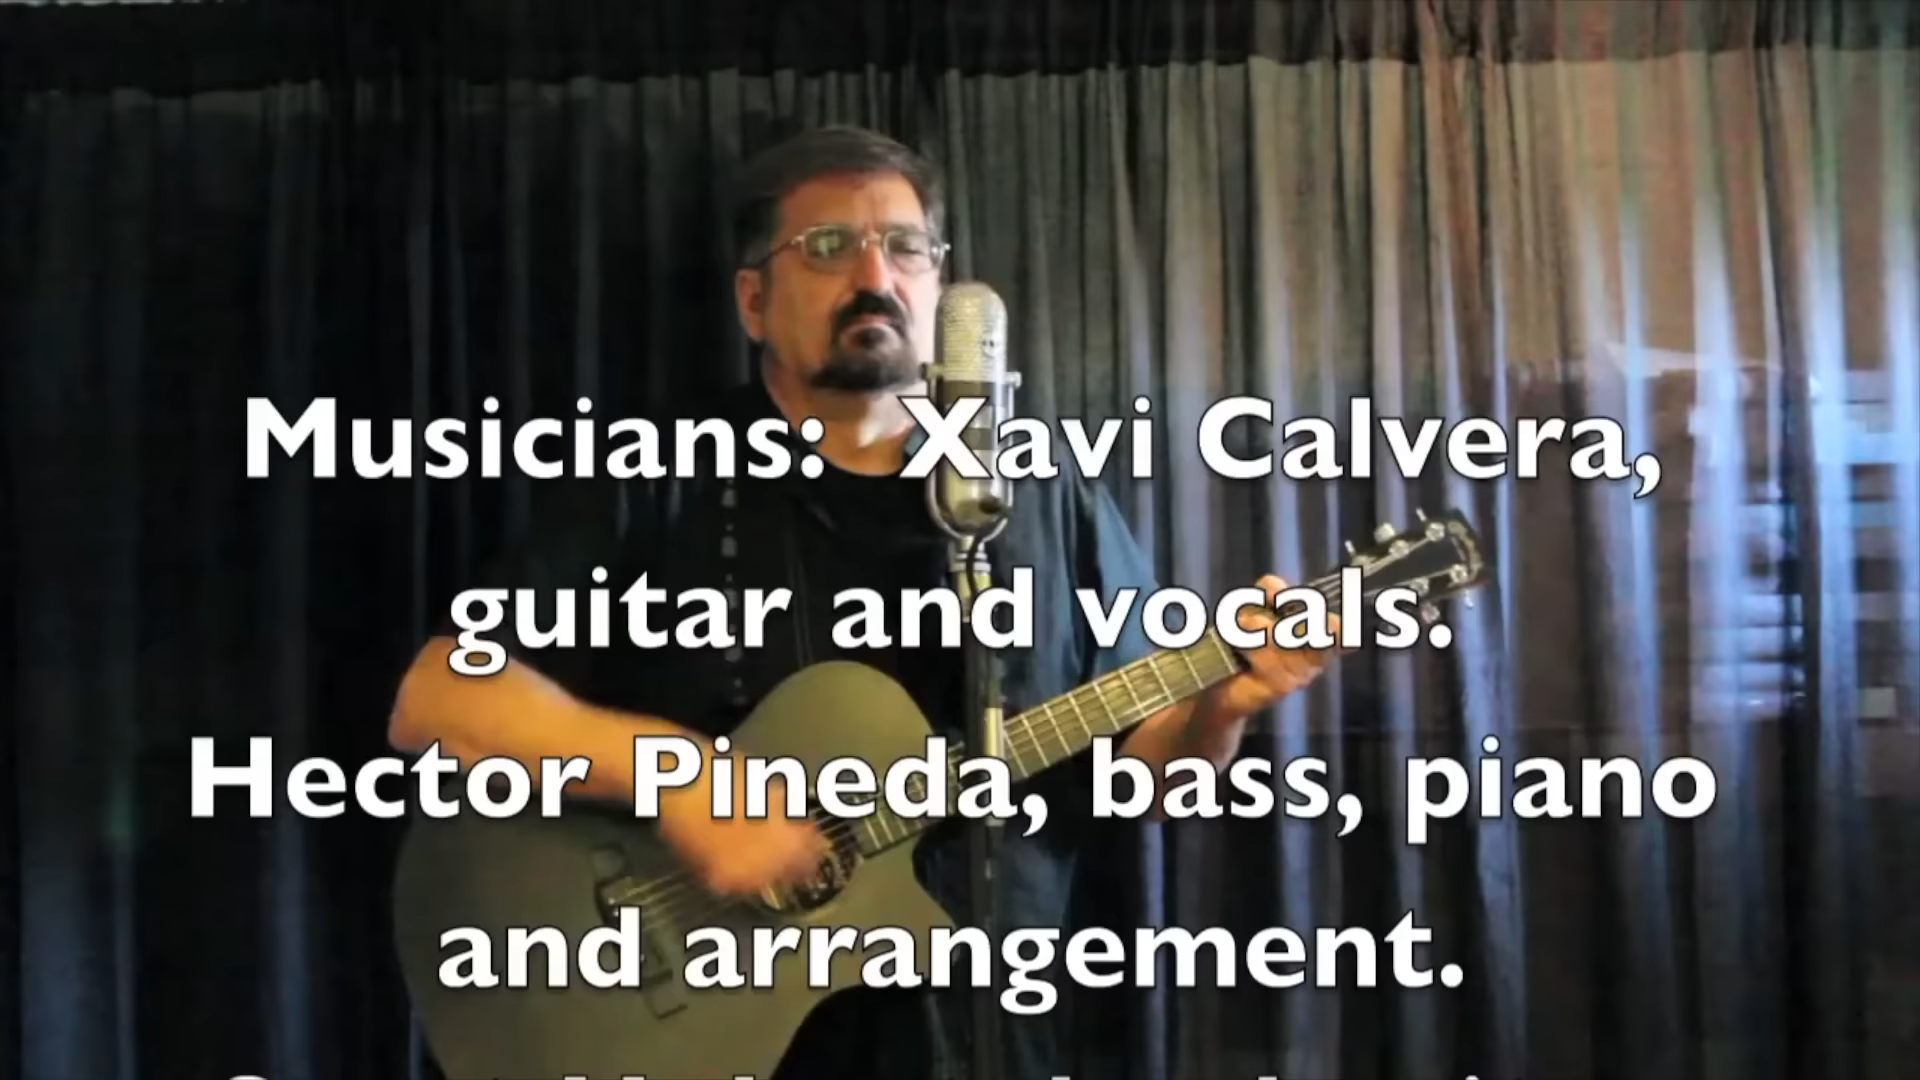 Musicians:  Xavi Calvera,
guitar and vocals.
Hector Pineda, bass, piano
and arrangement.